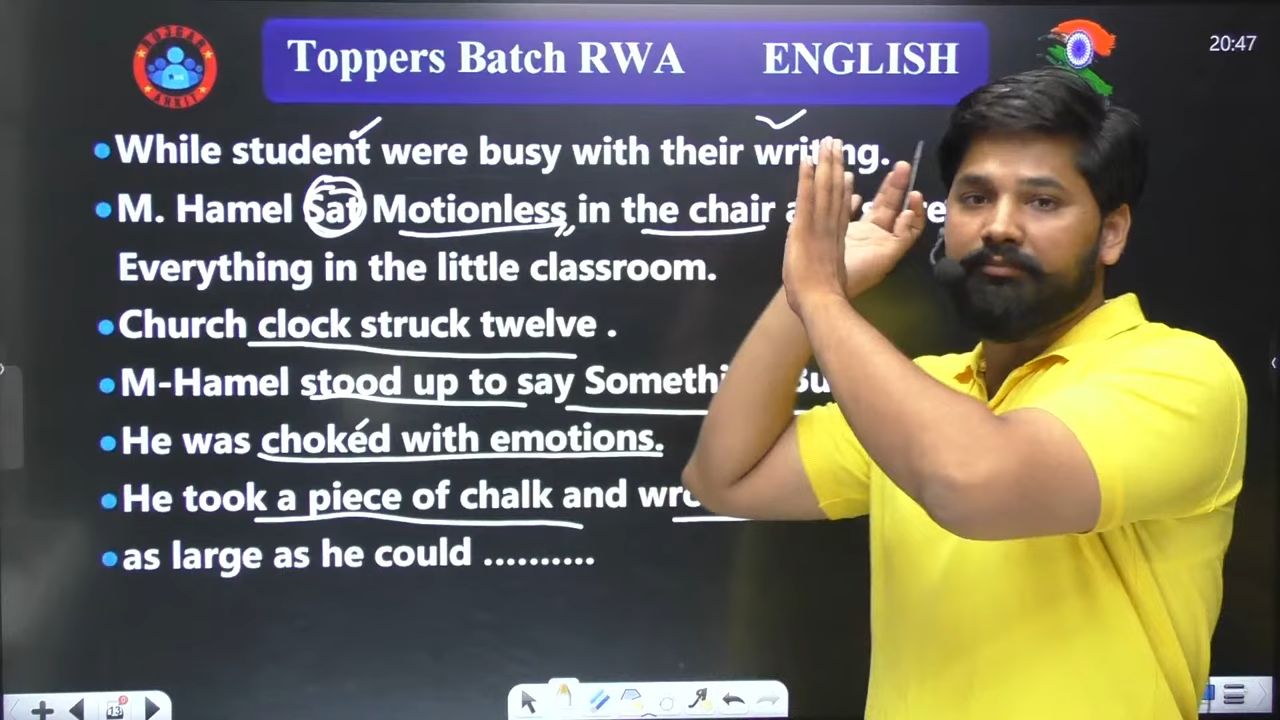 Toppers Batch RWA ENGLISH
20:47
While student were busy with their writing.
M. Hamel Sat Motionless in the chair
Everything in the little classroom.
Church clock struck twelve .
M-Hamel stood up to say
He was choked with emotions.
He took a piece of chalk and
as large as he could ..........
13